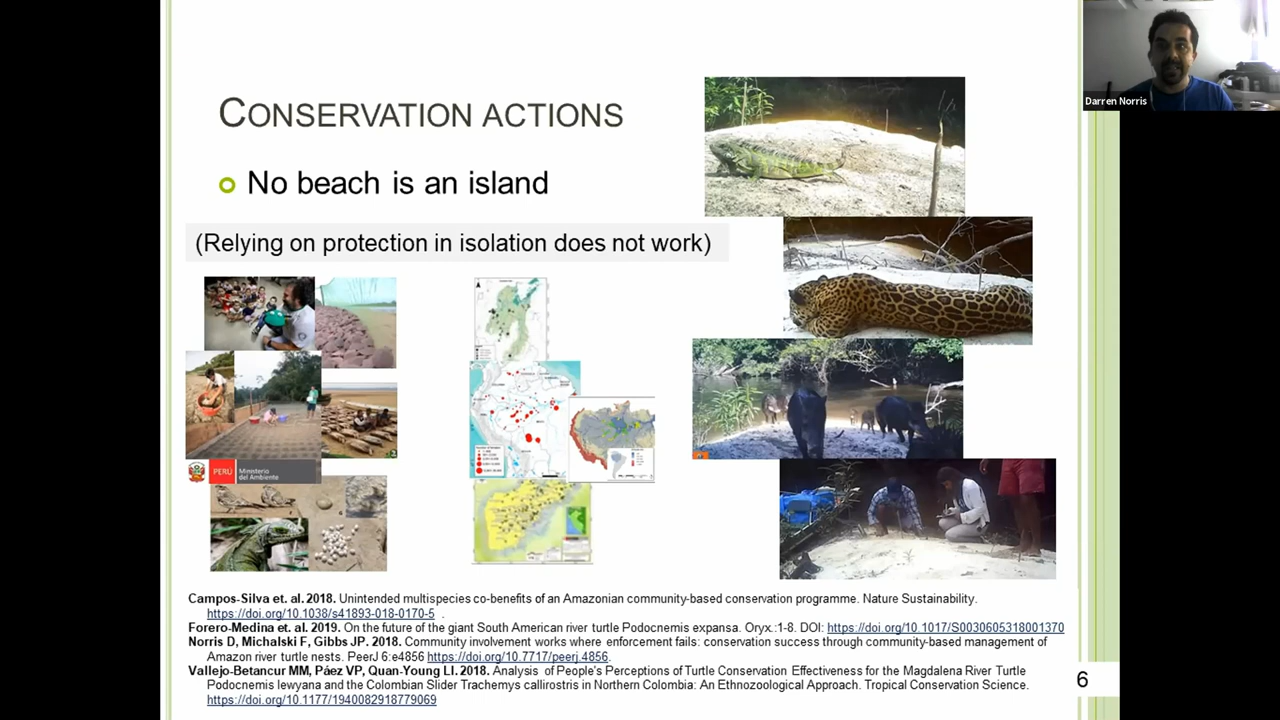 Darren Norris
CONSERVATION ACTIONS
No beach is an island
(Relying on protection in isolation does not work)
PERÚ
Ministerio
del Ambiente
Campos-Silva et. al. 2018. Unintended multispecies co-benefits of an Amazonian community-based conservation programme. Nature Sustainability.
https://doi.org/10.1038/s41893-018-0170-5 .
Forero-Medina et. al. 2019. On the future of the giant South American river turtle Podocnemis expansa. Oryx.:1-8. DOI: https://doi.org/10.1017/S0030605318001370
Norris D, Michalski F, Gibbs JP. 2018. Community involvement works where enforcement fails: conservation success through community-based management of
Amazon river turtle nests. PeerJ 6:e4856 https://doi.org/10.7717/peerj.4856.
Vallejo-Betancur MM, Páez VP, Quan-Young LI. 2018. Analysis of People's Perceptions of Turtle Conservation Effectiveness for the Magdalena River Turtle
Podocnemis lewyana and the Colombian Slider Trachemys callirostris in Northern Colombia: An Ethnozoological Approach. Tropical Conservation Science.
https://doi.org/10.1177/1940082918779069
6